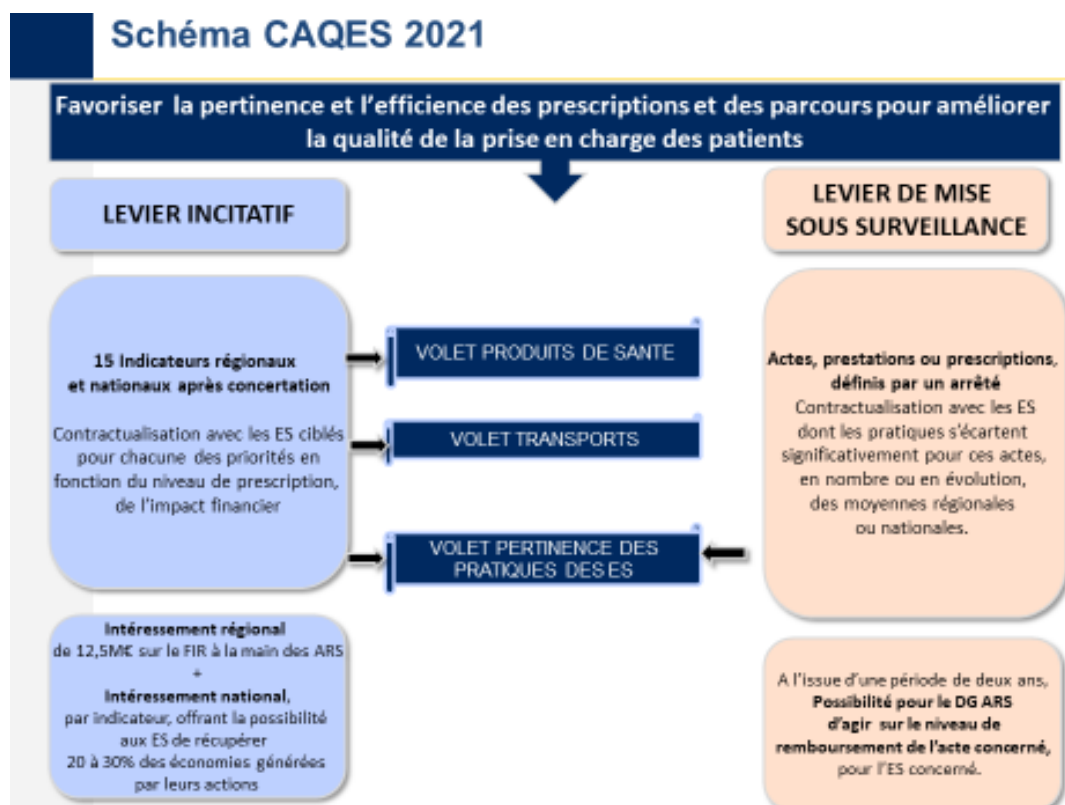 Schéma CAQES 2021
Favoriser la pertinence et l'efficience des prescriptions et des parcours pour améliorer
la qualité de la prise en charge des patients
LEVIER INCITATIF
15 Indicateurs régionaux
et nationaux après concertation
Contractualisation avec les ES ciblés
pour chacune des priorités en
fonction du niveau de prescription,
de l'impact financier
Intéressement régional
de 12,5M€ sur le FIR à la main des ARS
+
Intéressement national,
par indicateur, offrant la possibilité
aux ES de récupérer
20 à 30% des économies générées
par leurs actions
VOLET PRODUITS DE SANTE
VOLET TRANSPORTS
VOLET PERTINENCE DES
PRATIQUES DES ES
LEVIER DE MISE
SOUS SURVEILLANCE
Actes, prestations ou prescriptions,
définis par un arrêté
Contractualisation avec les ES
dont les pratiques s'écartent
significativement pour ces actes,
en nombre ou en évolution,
des moyennes régionales
ou nationales.
A l'issue d'une période de deux ans,
Possibilité pour le DG ARS
d'agir sur le niveau de
remboursement de l'acte concerné,
pour l'ES concerné.